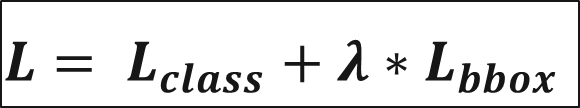 L = L_class + λ * L_bbox